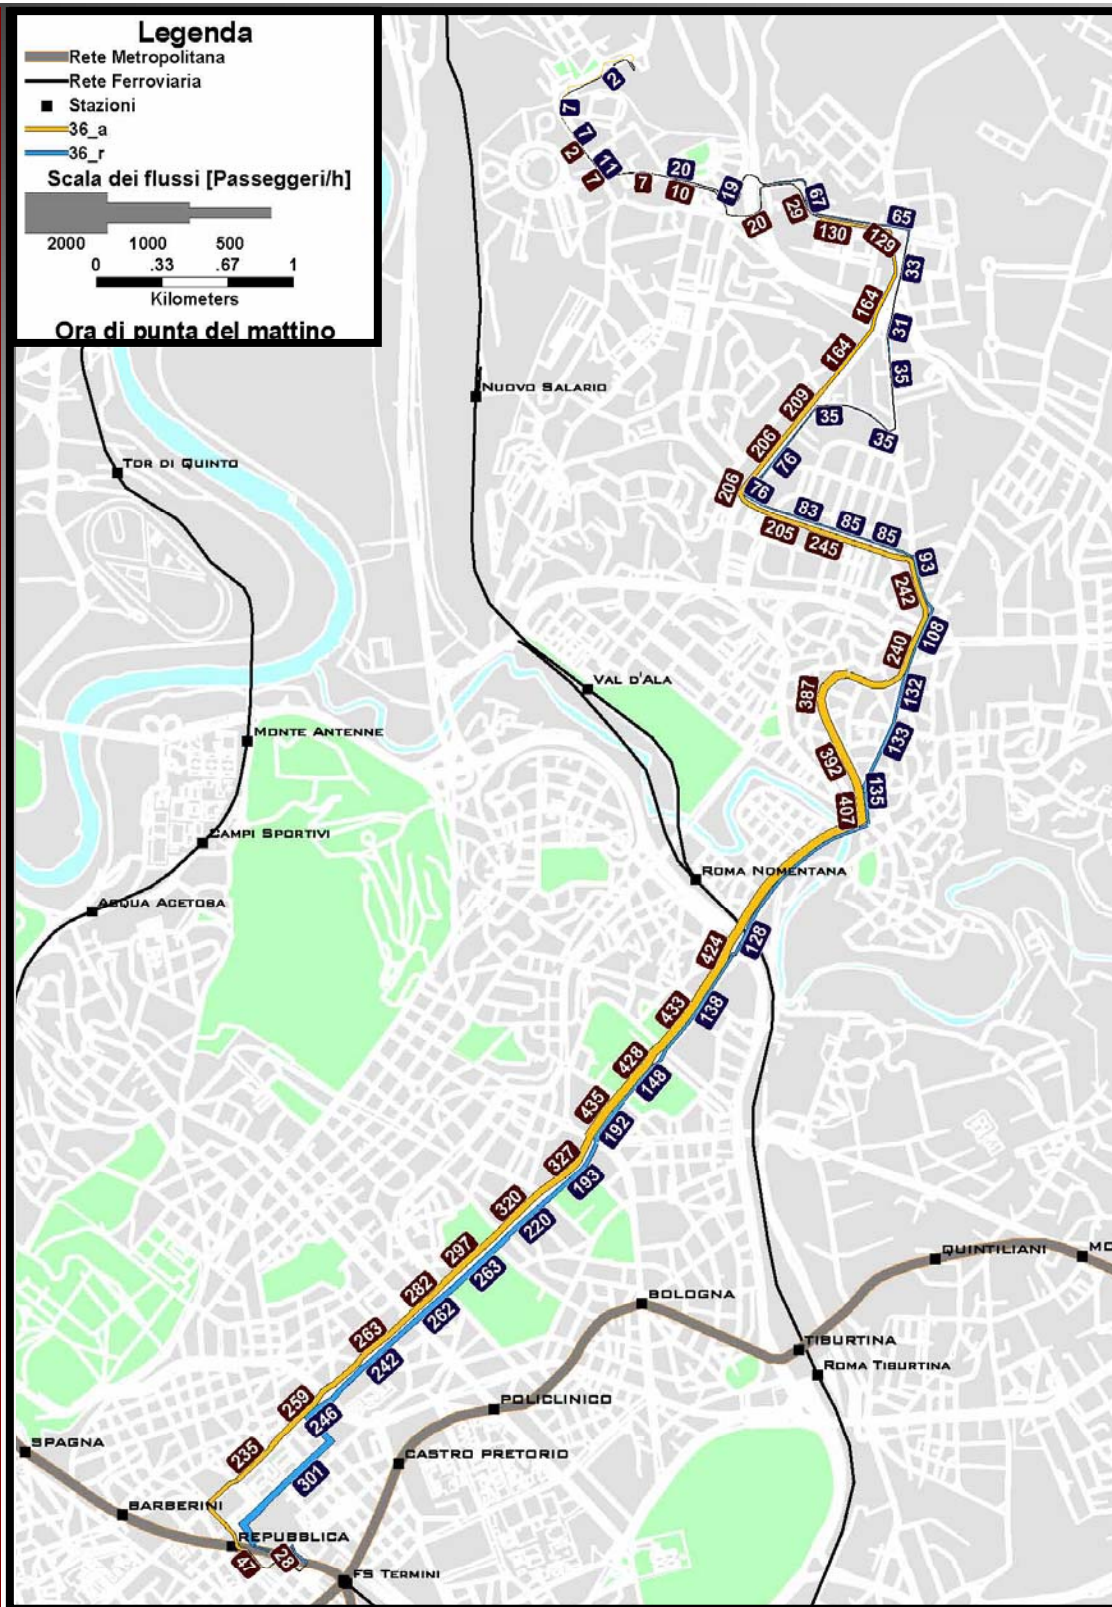 Legenda
Rete Metropolitana
Rete Ferroviaria
Stazioni
36_a
36_r
Scala dei flussi [Passeggeri/h]
2000 1000 500
0 .33 .67 1
Kilometers
Ora di punta del mattino
2
7
7
2
11
7
7
20
10
19
20
29
67
130
65
129
33
164
31
164
35
209
35
35
206
76
206
76
83
85
85
205
245
93
242
108
240
132
387
133
392
135
407
128
424
138
433
428
148
435
192
327
193
320
220
297
263
282
262
263
242
259
246
235
301
47
28
NUOVO SALARIO
TOR DI QUINTO
VAL D'ALA
MONTE ANTENNE
CAMPI SPORTIVI
ACQUA ACETOSA
ROMA NOMENTANA
QUINTILIANI
BOLOGNA
TIBURTINA
ROMA TIBURTINA
POLICLINICO
SPAGNA
CASTRO PRETORIO
BARBERINI
REPUBBLICA
FS TERMINI